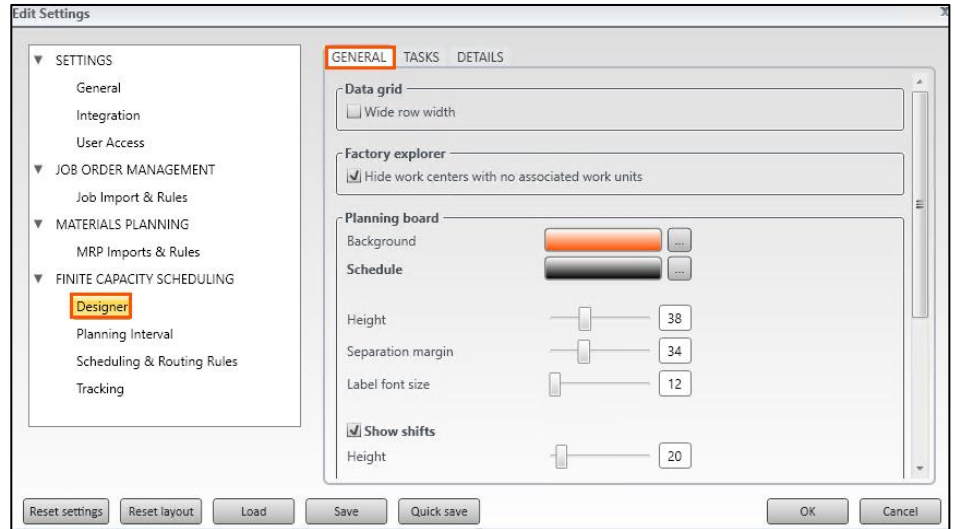 Edit Settings
X
SETTINGS
General
Integration
User Access
JOB ORDER MANAGEMENT
Job Import & Rules
MATERIALS PLANNING
MRP Imports & Rules
FINITE CAPACITY SCHEDULING
Designer
Planning Interval
Scheduling & Routing Rules
Tracking
GENERAL TASKS DETAILS
Data grid
Wide row width
Factory explorer
Hide work centers with no associated work units
Planning board
Background ...
Schedule ...
Height 38
Separation margin 34
Label font size 12
Show shifts
Height 20
Reset settings Reset layout Load Save Quick save OK Cancel